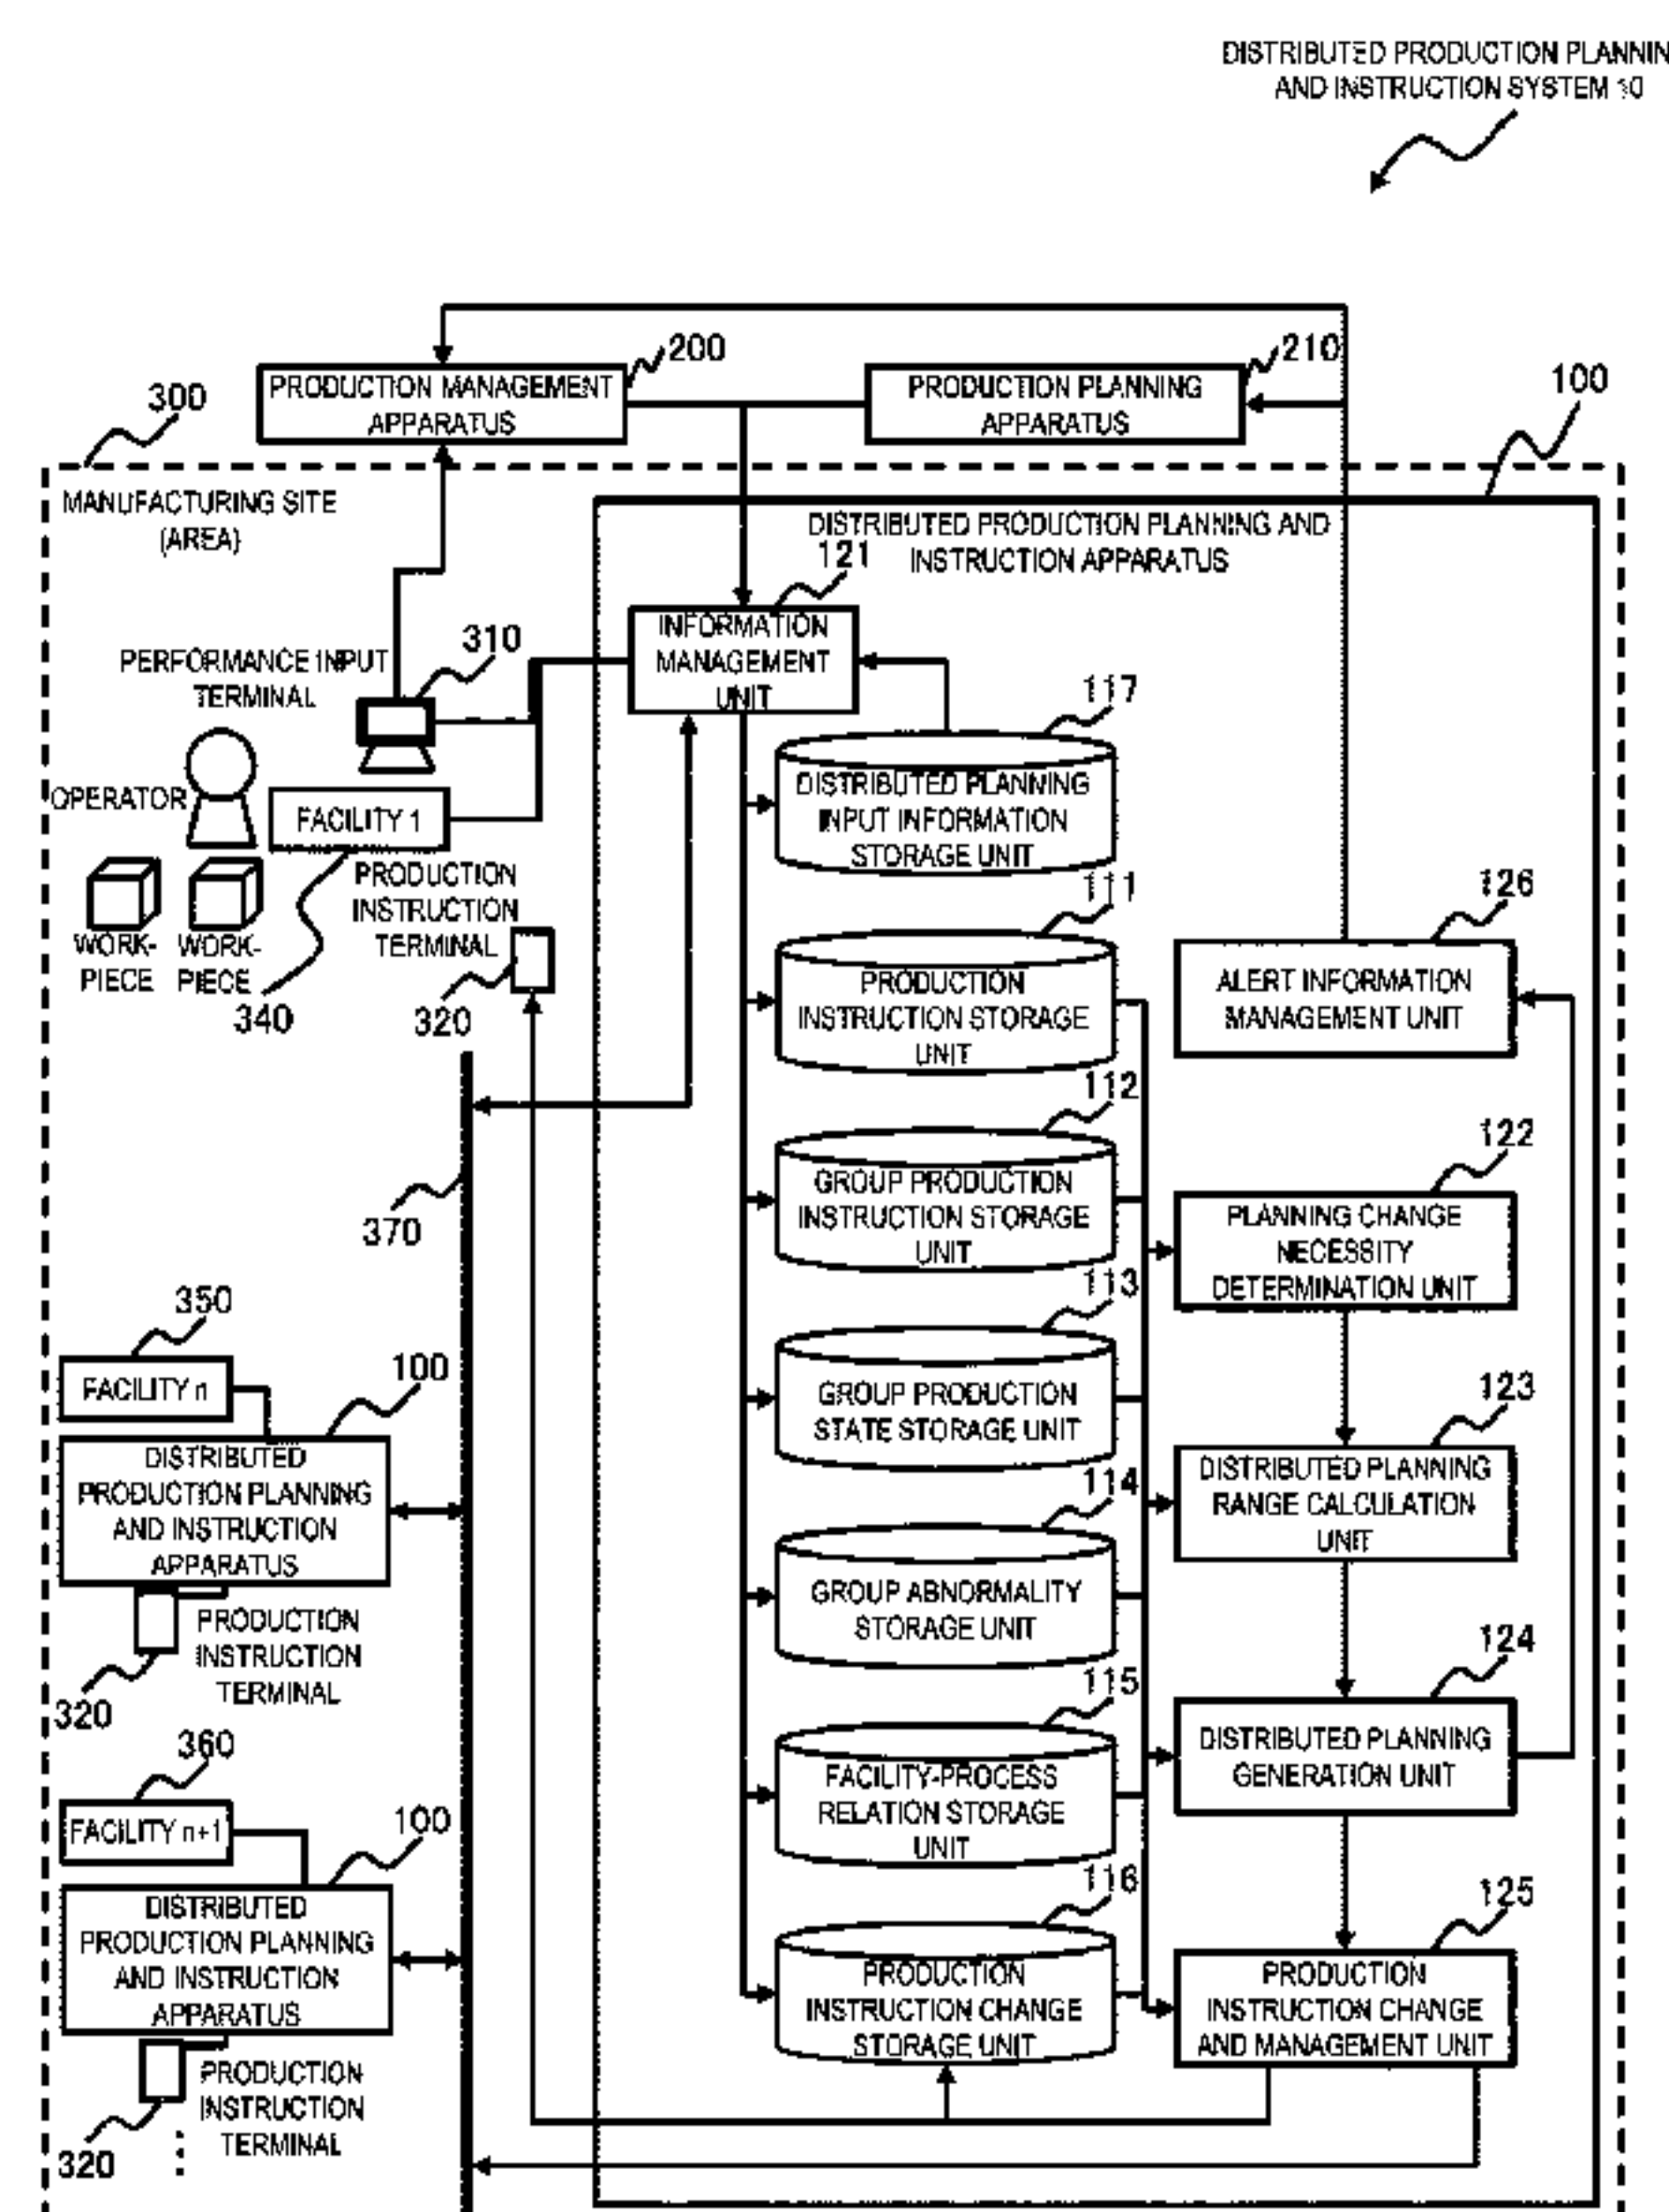 DISTRIBUTED PRODUCTION PLANNIN
AND INSTRUCTION SYSTEM 10
200
210
PRODUCTION MANAGEMENT
APPARATUS
PRODUCTION PLANNING
APPARATUS
300
100
MANUFACTURING SITE
(AREA)
DISTRIBUTED PRODUCTION PLANNING AND
INSTRUCTION APPARATUS
121
INFORMATION
MANAGEMENT
UNIT
310
PERFORMANCE INPUT
TERMINAL
OPERATOR
FACILITY 1
WORK-
PIECE
WORK-
PIECE
340
PRODUCTION
INSTRUCTION
TERMINAL
320
117
DISTRIBUTED PLANNING
INPUT INFORMATION
STORAGE UNIT
111
PRODUCTION
INSTRUCTION STORAGE
UNIT
126
ALERT INFORMATION
MANAGEMENT UNIT
112
GROUP PRODUCTION
INSTRUCTION STORAGE
UNIT
122
PLANNING CHANGE
NECESSITY
DETERMINATION UNIT
370
113
GROUP PRODUCTION
STATE STORAGE UNIT
350
FACILITY n
100
DISTRIBUTED
PRODUCTION PLANNING
AND INSTRUCTION
APPARATUS
PRODUCTION
INSTRUCTION
TERMINAL
320
123
DISTRIBUTED PLANNING
RANGE CALCULATION
UNIT
114
GROUP ABNORMALITY
STORAGE UNIT
124
DISTRIBUTED PLANNING
GENERATION UNIT
115
FACILITY-PROCESS
RELATION STORAGE
UNIT
360
FACILITY n+1
100
DISTRIBUTED
PRODUCTION PLANNING
AND INSTRUCTION
APPARATUS
PRODUCTION
INSTRUCTION
TERMINAL
320
116
PRODUCTION
INSTRUCTION CHANGE
STORAGE UNIT
125
PRODUCTION
INSTRUCTION CHANGE
AND MANAGEMENT UNIT